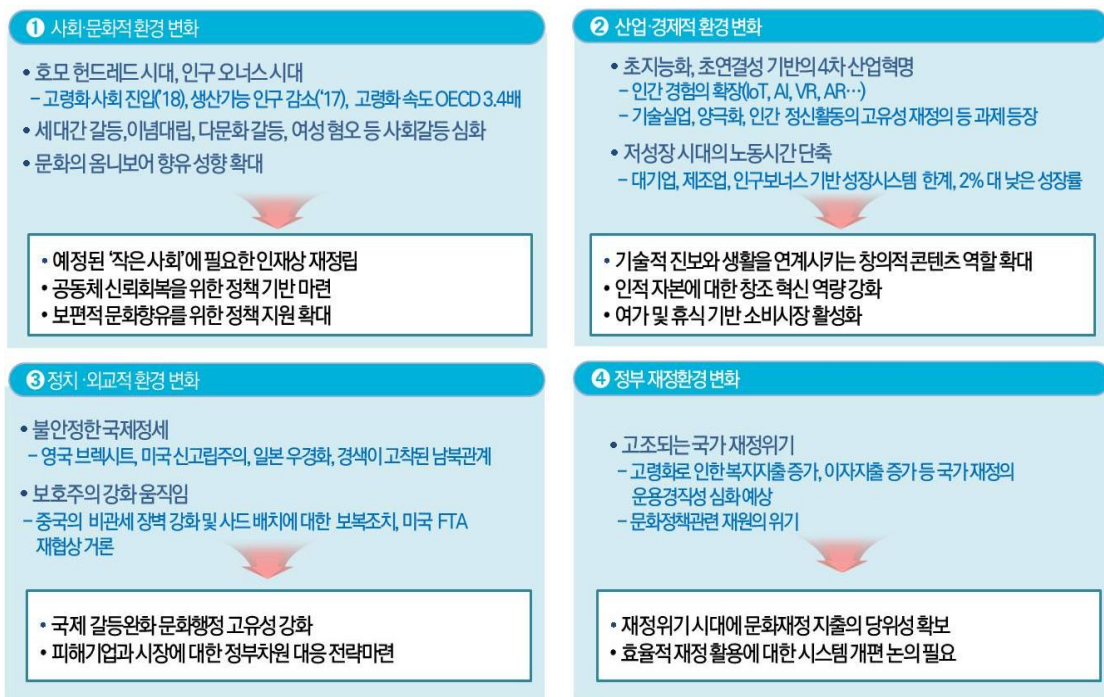 ❶ 사회·문화적 환경 변화
• 호모 헌드레드 시대, 인구 오너스 시대
– 고령화 사회 진입('18), 생산가능 인구 감소('17), 고령화 속도 OECD 3.4배
• 세대간 갈등,이념대립, 다문화 갈등, 여성 혐오 등 사회갈등 심화
• 문화의 옴니보어 향유 성향 확대
• 예정된 '작은 사회'에 필요한 인재상 재정립
• 공동체 신뢰회복을 위한 정책 기반 마련
• 보편적 문화향유를 위한 정책 지원 확대
❷ 산업·경제적 환경 변화
• 초지능화, 초연결성 기반의 4차 산업혁명
– 인간 경험의 확장(IoT, AI, VR, AR…)
– 기술실업, 양극화, 인간 정신활동의 고유성 재정의 등 과제 등장
• 저성장 시대의 노동시간 단축
– 대기업, 제조업, 인구보너스 기반 성장시스템 한계, 2% 대 낮은 성장률
• 기술적 진보와 생활을 연계시키는 창의적 콘텐츠 역할 확대
• 인적 자본에 대한 창조 혁신 역량 강화
• 여가 및 휴식 기반 소비시장 활성화
❸ 정치·외교적 환경 변화
• 불안정한 국제정세
– 영국 브렉시트, 미국 신고립주의, 일본 우경화, 경색이 고착된 남북관계
• 보호주의 강화 움직임
– 중국의 비관세 장벽 강화 및 사드 배치에 대한 보복조치, 미국 FTA
재협상 거론
• 국제 갈등완화 문화행정 고유성 강화
• 피해기업과 시장에 대한 정부차원 대응 전략마련
❹ 정부 재정환경 변화
• 고조되는 국가 재정위기
– 고령화로 인한 복지지출 증가, 이자지출 증가 등 국가 재정의
운용경직성 심화 예상
– 문화정책관련 재원의 위기
• 재정위기 시대에 문화재정 지출의 당위성 확보
• 효율적 재정 활용에 대한 시스템 개편 논의 필요